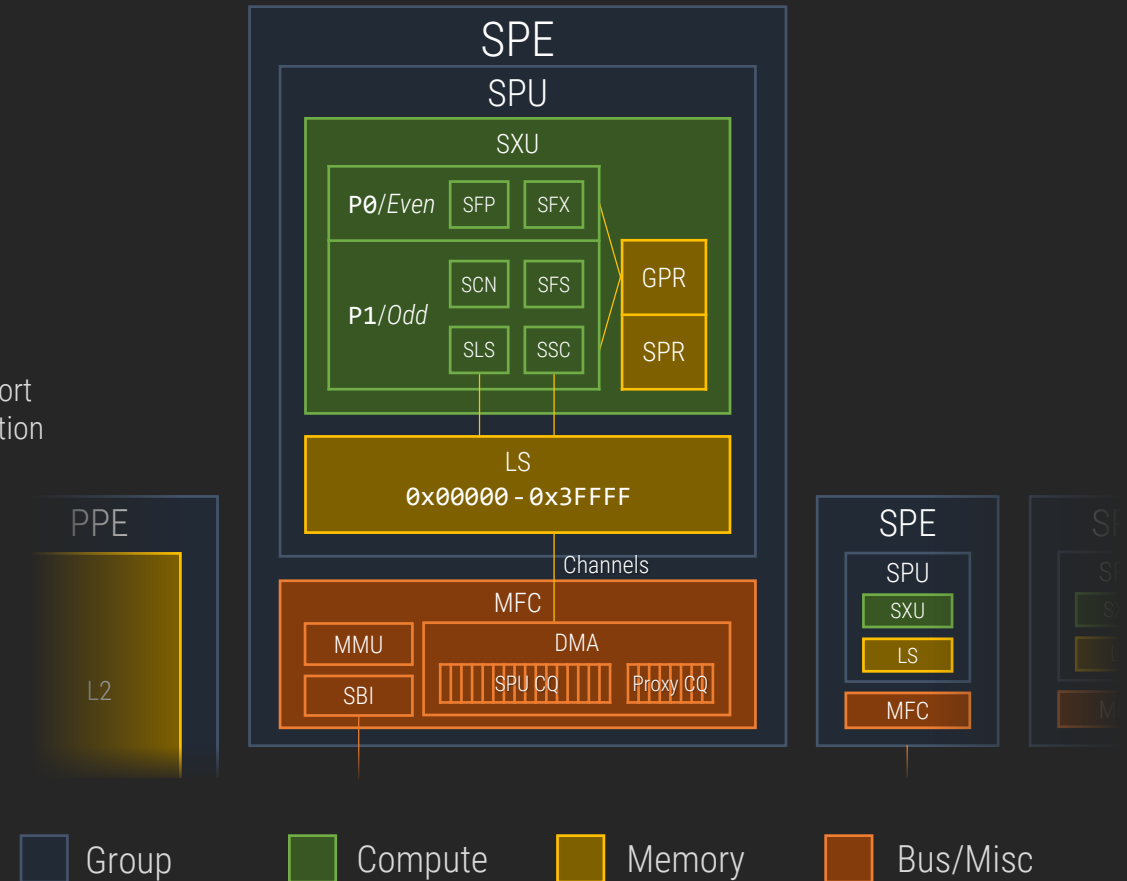 SPE
SPU
SXU
P0/Even
SFP
SFX
SCN
SFS
P1/Odd
SLS
SSC
GPR
SPR
ort
tion
LS
0x00000-0x3FFFF
Channels
MFC
MMU
SBI
DMA
SPU CQ
Proxy CQ
PPE
L2
SPE
SPU
SXU
LS
MFC
Group
Compute
Memory
Bus/Misc